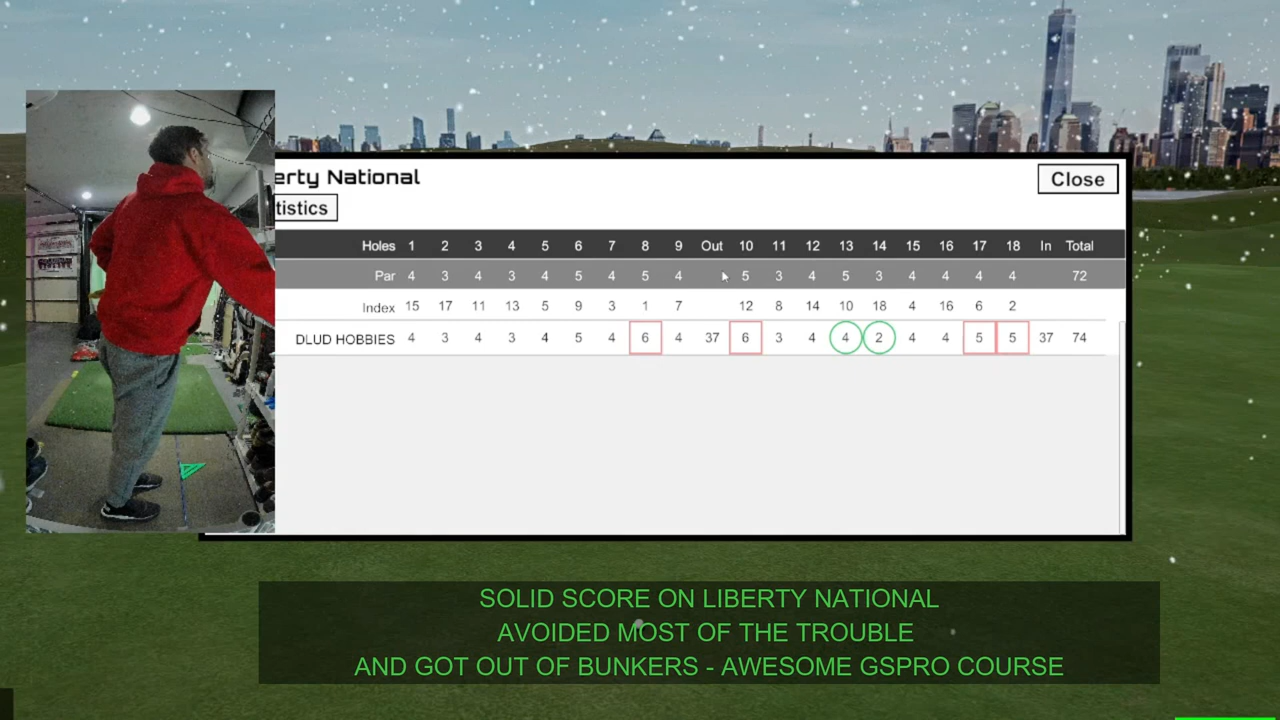 erty National
Close
tistics
Holes 1 2 3 4 5 6 7 8 9 Out 10 11 12 13 14 15 16 17 18 In Total
Par 4 3 4 3 4 5 4 5 4 5 3 4 5 3 4 4 4 4 72
Index 15 17 11 13 5 9 3 1 7 12 8 14 10 18 4 16 6 2
DLUD HOBBIES 4 3 4 3 4 5 4 6 4 37 6 3 4 4 2 4 4 5 5 37 74
SOLID SCORE ON LIBERTY NATIONAL
AVOIDED MOST OF THE TROUBLE
AND GOT OUT OF BUNKERS - AWESOME GSPRO COURSE